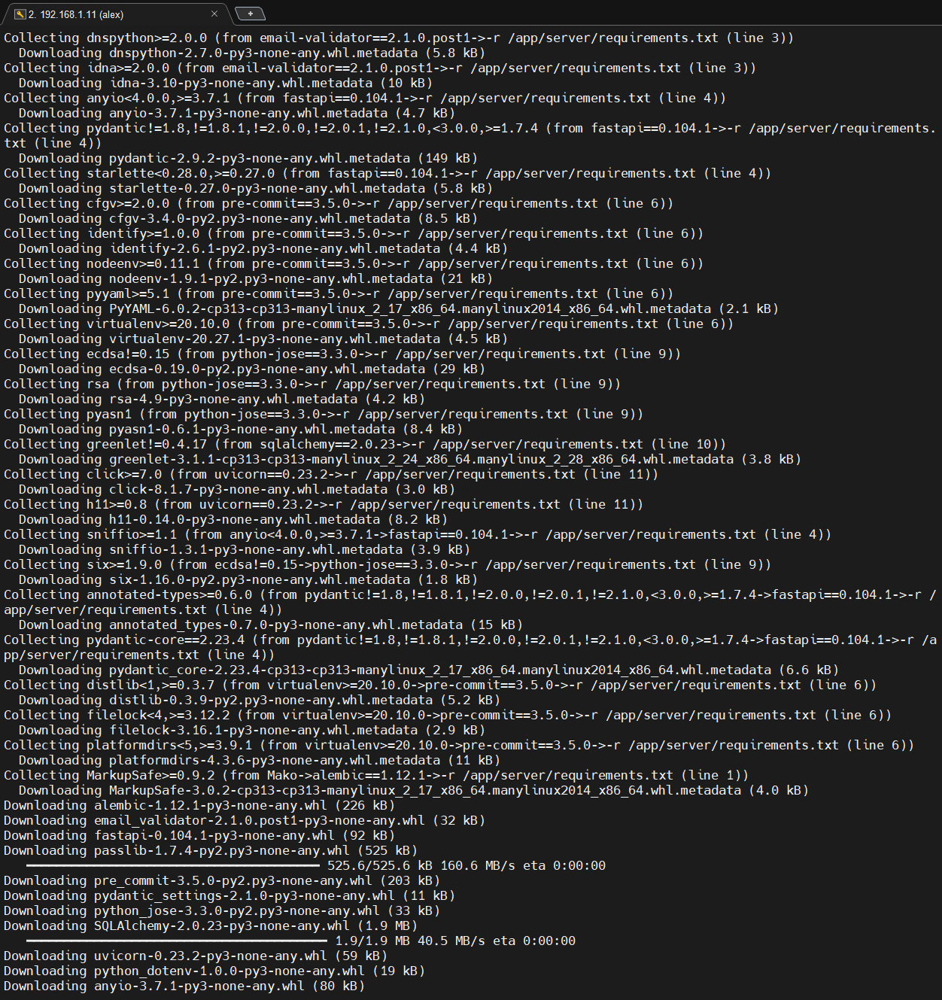 2. 192.168.1.11 (alex)
Collecting dnspython>=2.0.0 (from email-validator==2.1.0.post1->-r /app/server/requirements.txt (line 3))
  Downloading dnspython-2.7.0-py3-none-any.whl.metadata (5.8 kB)
Collecting idna>=2.0.0 (from email-validator==2.1.0.post1->-r /app/server/requirements.txt (line 3))
  Downloading idna-3.10-py3-none-any.whl.metadata (10 kB)
Collecting anyio<4.0.0,>=3.7.1 (from fastapi==0.104.1->-r /app/server/requirements.txt (line 4))
  Downloading anyio-3.7.1-py3-none-any.whl.metadata (4.7 kB)
Collecting pydantic!=1.8,!=1.8.1,!=2.0.0,!=2.0.1,!=2.1.0,<3.0.0,>=1.7.4 (from fastapi==0.104.1->-r /app/server/requirements.
txt (line 4))
  Downloading pydantic-2.9.2-py3-none-any.whl.metadata (149 kB)
Collecting starlette<0.28.0,>=0.27.0 (from fastapi==0.104.1->-r /app/server/requirements.txt (line 4))
  Downloading starlette-0.27.0-py3-none-any.whl.metadata (5.8 kB)
Collecting cfgv>=2.0.0 (from pre-commit==3.5.0->-r /app/server/requirements.txt (line 6))
  Downloading cfgv-3.4.0-py2.py3-none-any.whl.metadata (8.5 kB)
Collecting identify>=1.0.0 (from pre-commit==3.5.0->-r /app/server/requirements.txt (line 6))
  Downloading identify-2.6.1-py2.py3-none-any.whl.metadata (4.4 kB)
Collecting nodeenv>=0.11.1 (from pre-commit==3.5.0->-r /app/server/requirements.txt (line 6))
  Downloading nodeenv-1.9.1-py2.py3-none-any.whl.metadata (21 kB)
Collecting pyyaml>=5.1 (from pre-commit==3.5.0->-r /app/server/requirements.txt (line 6))
  Downloading PyYAML-6.0.2-cp313-cp313-manylinux_2_17_x86_64.manylinux2014_x86_64.whl.metadata (2.1 kB)
Collecting virtualenv>=20.10.0 (from pre-commit==3.5.0->-r /app/server/requirements.txt (line 6))
  Downloading virtualenv-20.27.1-py3-none-any.whl.metadata (4.5 kB)
Collecting ecdsa!=0.15 (from python-jose==3.3.0->-r /app/server/requirements.txt (line 9))
  Downloading ecdsa-0.19.0-py2.py3-none-any.whl.metadata (29 kB)
Collecting rsa (from python-jose==3.3.0->-r /app/server/requirements.txt (line 9))
  Downloading rsa-4.9-py3-none-any.whl.metadata (4.2 kB)
Collecting pyasn1 (from python-jose==3.3.0->-r /app/server/requirements.txt (line 9))
  Downloading pyasn1-0.6.1-py3-none-any.whl.metadata (8.4 kB)
Collecting greenlet!=0.4.17 (from sqlalchemy==2.0.23->-r /app/server/requirements.txt (line 10))
  Downloading greenlet-3.1.1-cp313-cp313-manylinux_2_24_x86_64.manylinux_2_28_x86_64.whl.metadata (3.8 kB)
Collecting click>=7.0 (from uvicorn==0.23.2->-r /app/server/requirements.txt (line 11))
  Downloading click-8.1.7-py3-none-any.whl.metadata (3.0 kB)
Collecting h11>=0.8 (from uvicorn==0.23.2->-r /app/server/requirements.txt (line 11))
  Downloading h11-0.14.0-py3-none-any.whl.metadata (8.2 kB)
Collecting sniffio>=1.1 (from anyio<4.0.0,>=3.7.1->fastapi==0.104.1->-r /app/server/requirements.txt (line 4))
  Downloading sniffio-1.3.1-py3-none-any.whl.metadata (3.9 kB)
Collecting six>=1.9.0 (from ecdsa!=0.15->python-jose==3.3.0->-r /app/server/requirements.txt (line 9))
  Downloading six-1.16.0-py2.py3-none-any.whl.metadata (1.8 kB)
Collecting annotated-types>=0.6.0 (from pydantic!=1.8,!=1.8.1,!=2.0.0,!=2.0.1,!=2.1.0,<3.0.0,>=1.7.4->fastapi==0.104.1->-r /
app/server/requirements.txt (line 4))
  Downloading annotated_types-0.7.0-py3-none-any.whl.metadata (15 kB)
Collecting pydantic-core==2.23.4 (from pydantic!=1.8,!=1.8.1,!=2.0.0,!=2.0.1,!=2.1.0,<3.0.0,>=1.7.4->fastapi==0.104.1->-r /a
pp/server/requirements.txt (line 4))
  Downloading pydantic_core-2.23.4-cp313-cp313-manylinux_2_17_x86_64.manylinux2014_x86_64.whl.metadata (6.6 kB)
Collecting distlib<1,>=0.3.7 (from virtualenv>=20.10.0->pre-commit==3.5.0->-r /app/server/requirements.txt (line 6))
  Downloading distlib-0.3.9-py2.py3-none-any.whl.metadata (5.2 kB)
Collecting filelock<4,>=3.12.2 (from virtualenv>=20.10.0->pre-commit==3.5.0->-r /app/server/requirements.txt (line 6))
  Downloading filelock-3.16.1-py3-none-any.whl.metadata (2.9 kB)
Collecting platformdirs<5,>=3.9.1 (from virtualenv>=20.10.0->pre-commit==3.5.0->-r /app/server/requirements.txt (line 6))
  Downloading platformdirs-4.3.6-py3-none-any.whl.metadata (11 kB)
Collecting MarkupSafe>=0.9.2 (from Mako->alembic==1.12.1->-r /app/server/requirements.txt (line 1))
  Downloading MarkupSafe-3.0.2-cp313-cp313-manylinux_2_17_x86_64.manylinux2014_x86_64.whl.metadata (4.0 kB)
Downloading alembic-1.12.1-py3-none-any.whl (226 kB)
Downloading email_validator-2.1.0.post1-py3-none-any.whl (32 kB)
Downloading fastapi-0.104.1-py3-none-any.whl (92 kB)
Downloading passlib-1.7.4-py2.py3-none-any.whl (525 kB)
525.6/525.6 kB 160.6 MB/s eta 0:00:00
Downloading pre_commit-3.5.0-py2.py3-none-any.whl (203 kB)
Downloading pydantic_settings-2.1.0-py3-none-any.whl (11 kB)
Downloading python_jose-3.3.0-py2.py3-none-any.whl (33 kB)
Downloading SQLAlchemy-2.0.23-py3-none-any.whl (1.9 MB)
1.9/1.9 MB 40.5 MB/s eta 0:00:00
Downloading uvicorn-0.23.2-py3-none-any.whl (59 kB)
Downloading python_dotenv-1.0.0-py3-none-any.whl (19 kB)
Downloading anyio-3.7.1-py3-none-any.whl (80 kB)